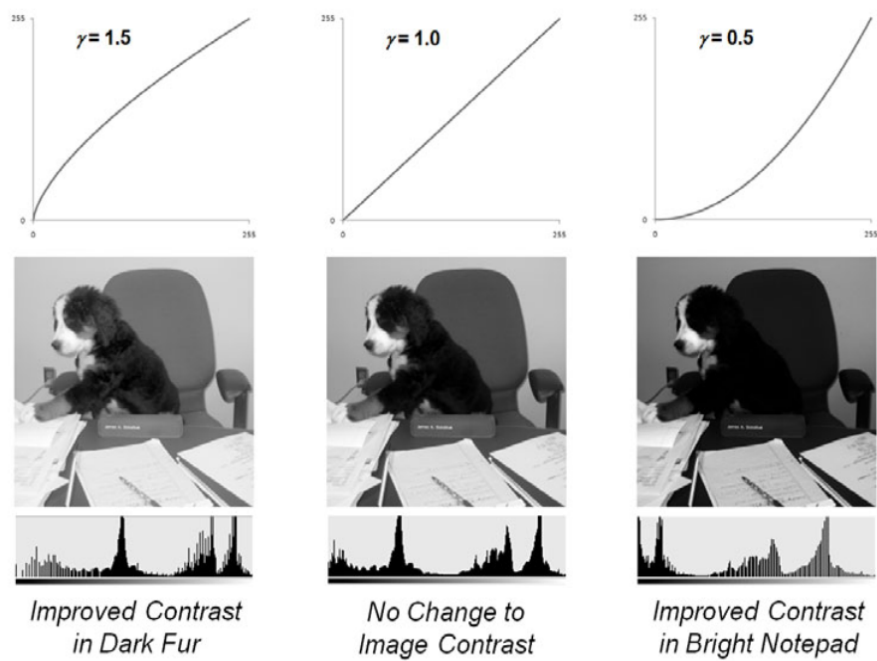 255
γ = 1.5
0
0
255
255
γ = 1.0
0
0
255
255
γ = 0.5
0
0
255
Improved Contrast
in Dark Fur
No Change to
Image Contrast
Improved Contrast
in Bright Notepad